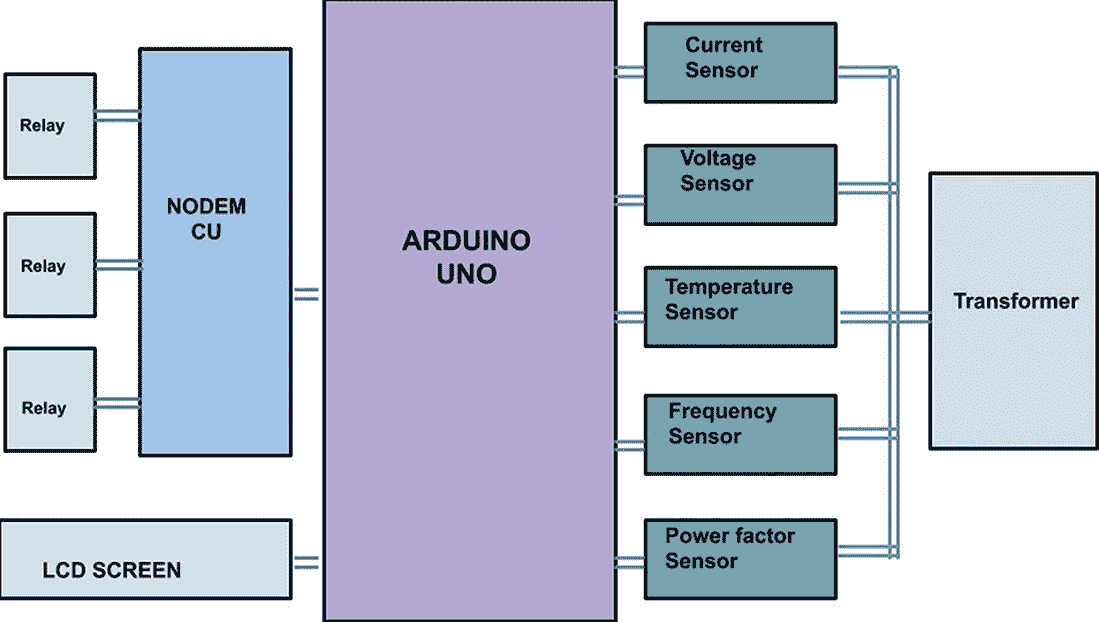 Relay
Relay
Relay
NODEM
CU
LCD SCREEN
ARDUINO
UNO
Current
Sensor
Voltage
Sensor
Temperature
Sensor
Frequency
Sensor
Power factor
Sensor
Transformer